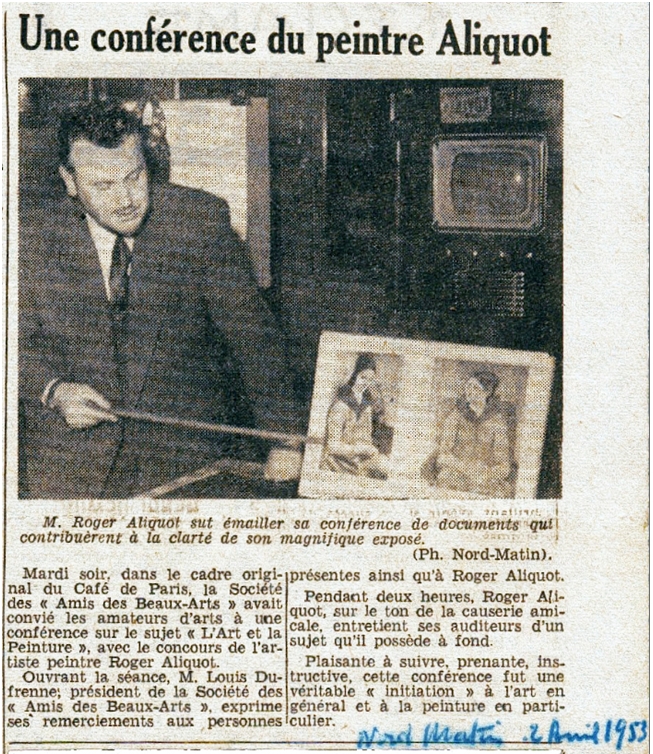 Une conférence du peintre Aliquot
M. Roger Aliquot sut émailler sa conférence de documents qui
contribuèrent à la clarté de son magnifique exposé.
(Ph. Nord-Matin).
Mardi soir, dans le cadre origi-
nal du Café de Paris, la Société
des « Amis des Beaux-Arts » avait
convié les amateurs d'arts à une
conférence sur le sujet « L'Art et la
Peinture », avec le concours de l'ar-
tiste peintre Roger Aliquot.
Ouvrant la séance, M. Louis Du-
frenne, président de la Société des
« Amis des Beaux-Arts », exprime
ses remerciements aux personnes
présentes ainsi qu'à Roger Aliquot.
Pendant deux heures, Roger Ali-
quot, sur le ton de la causerie ami-
cale, entretient ses auditeurs d'un
sujet qu'il possède à fond.
Plaisante à suivre, prenante, ins-
tructive, cette conférence fut une
véritable « initiation » à l'art en
général et à la peinture en parti-
culier.
Nord Matin 2 Avril 1953